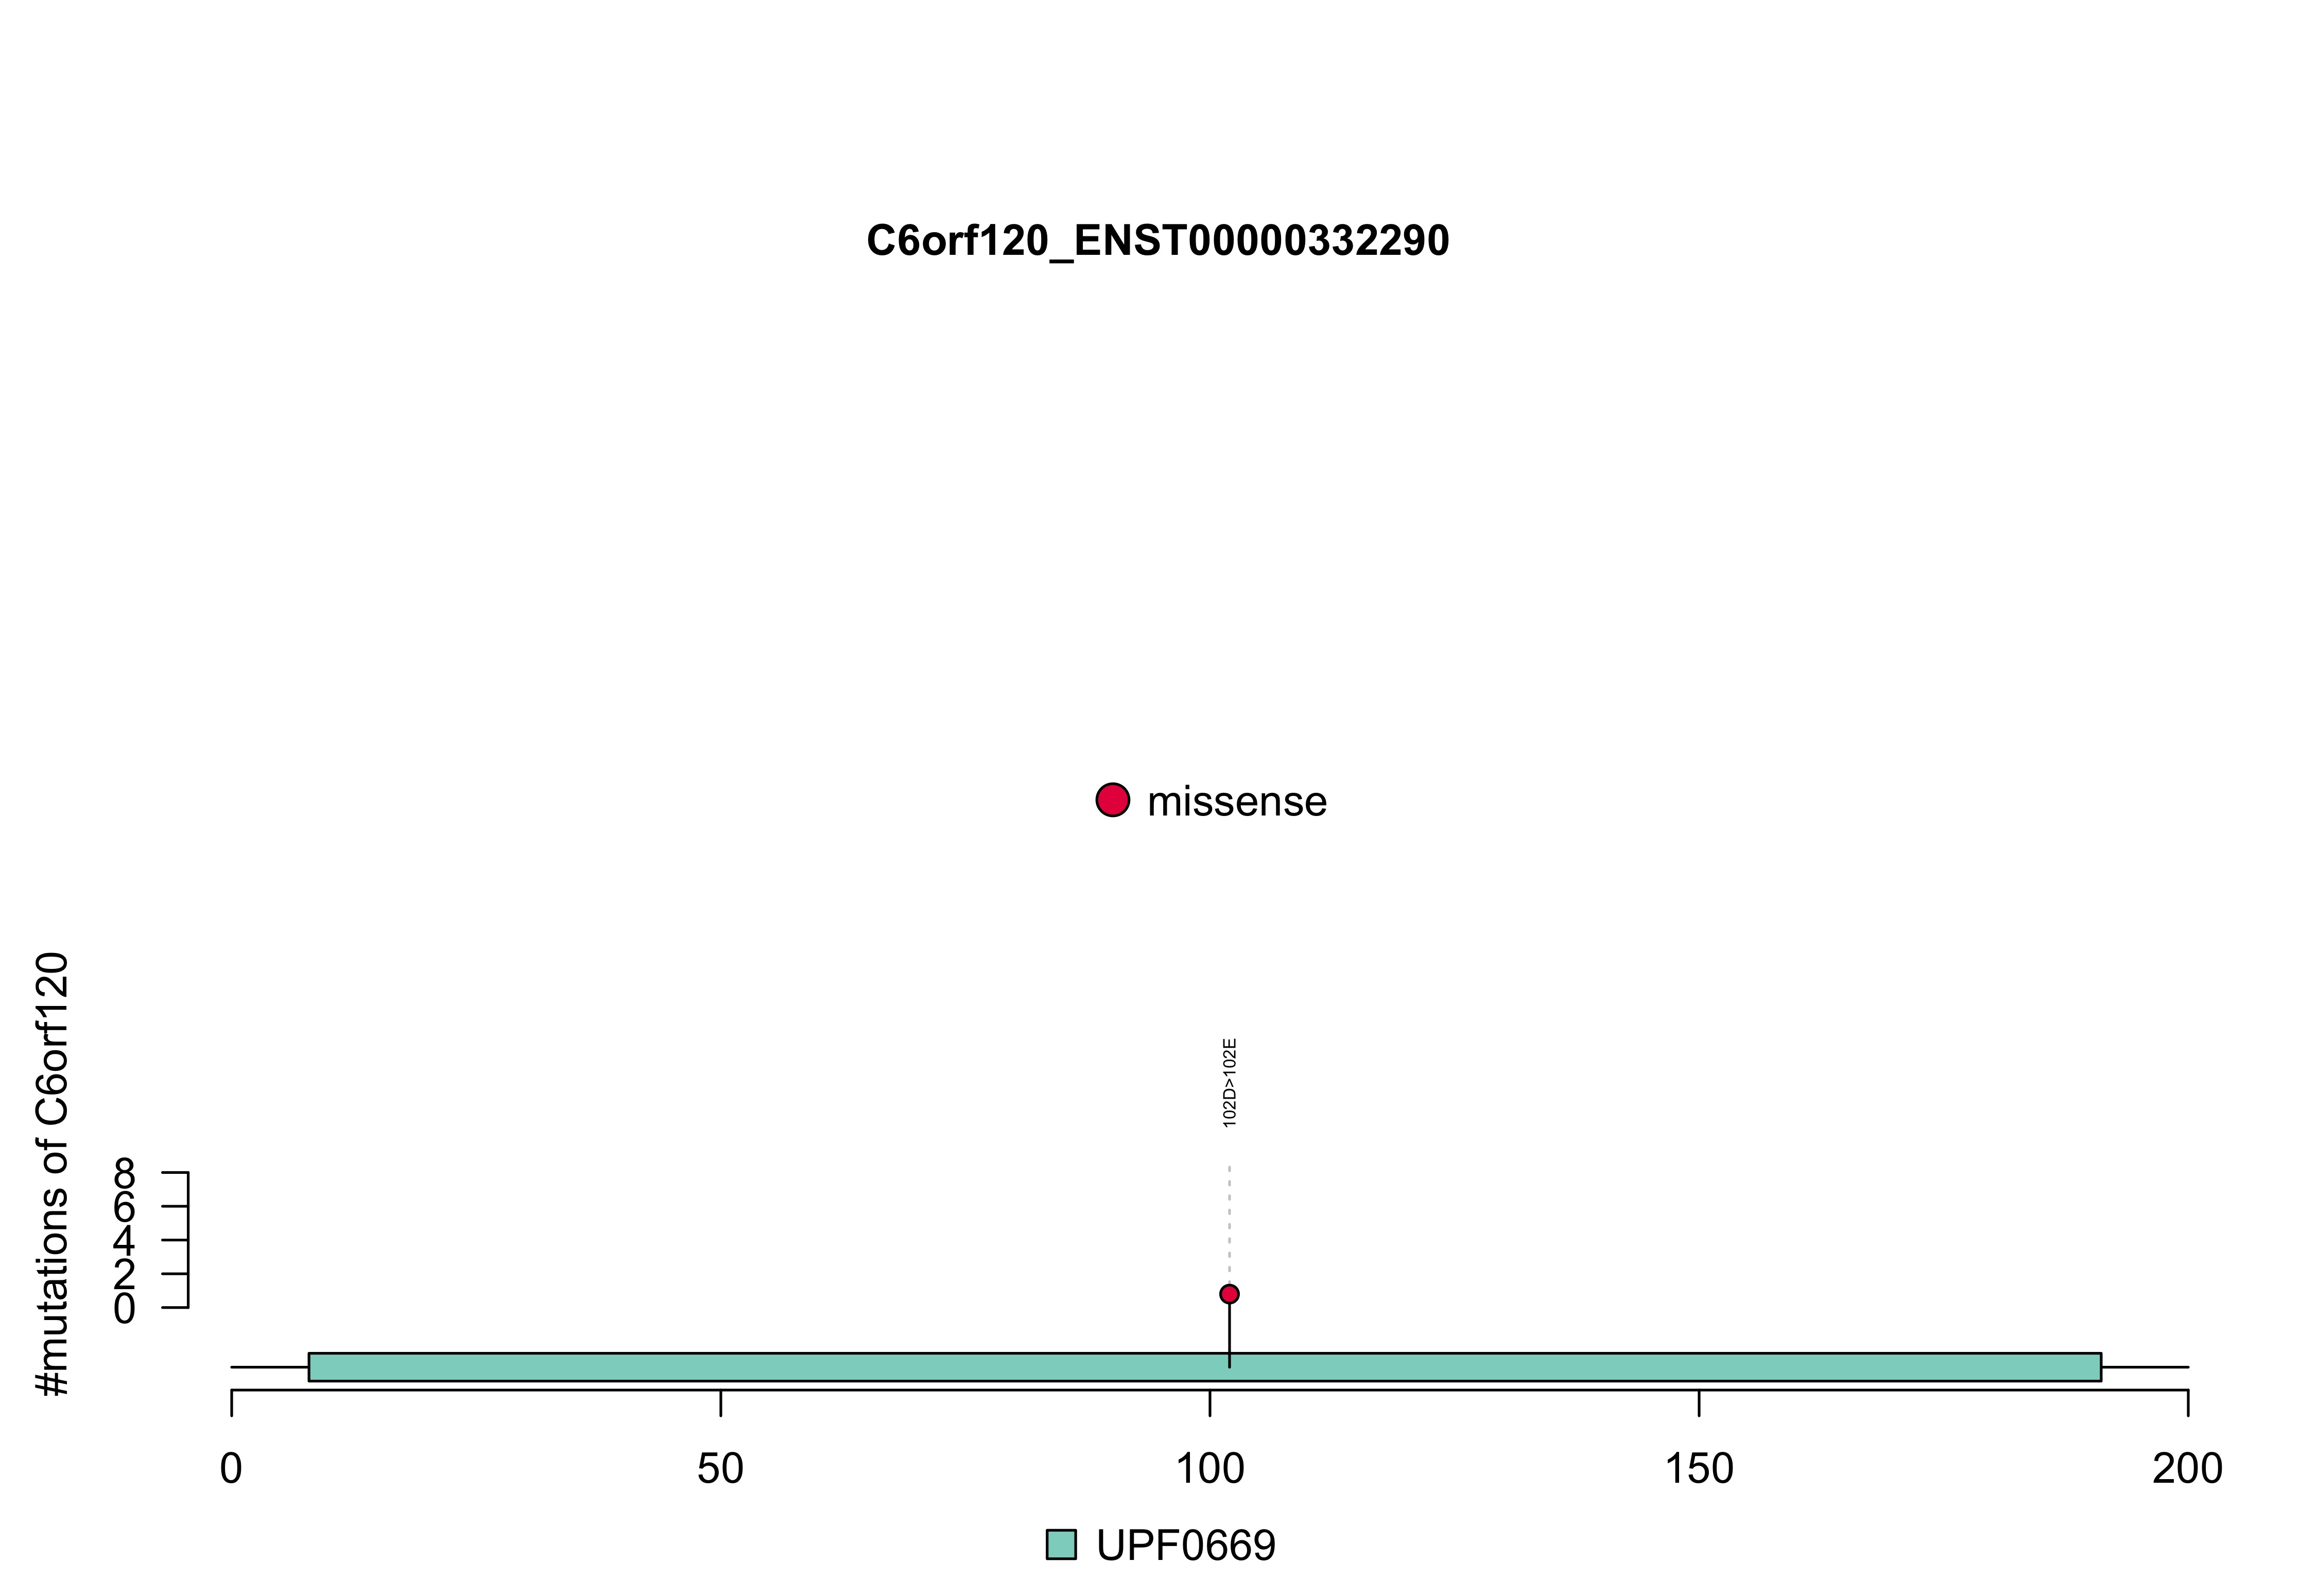 C6orf120_ENST00000332290
missense
#mutations of C6orf120
102D>102E
8
6
4
2
0
0 50 100 150 200
UPF0669